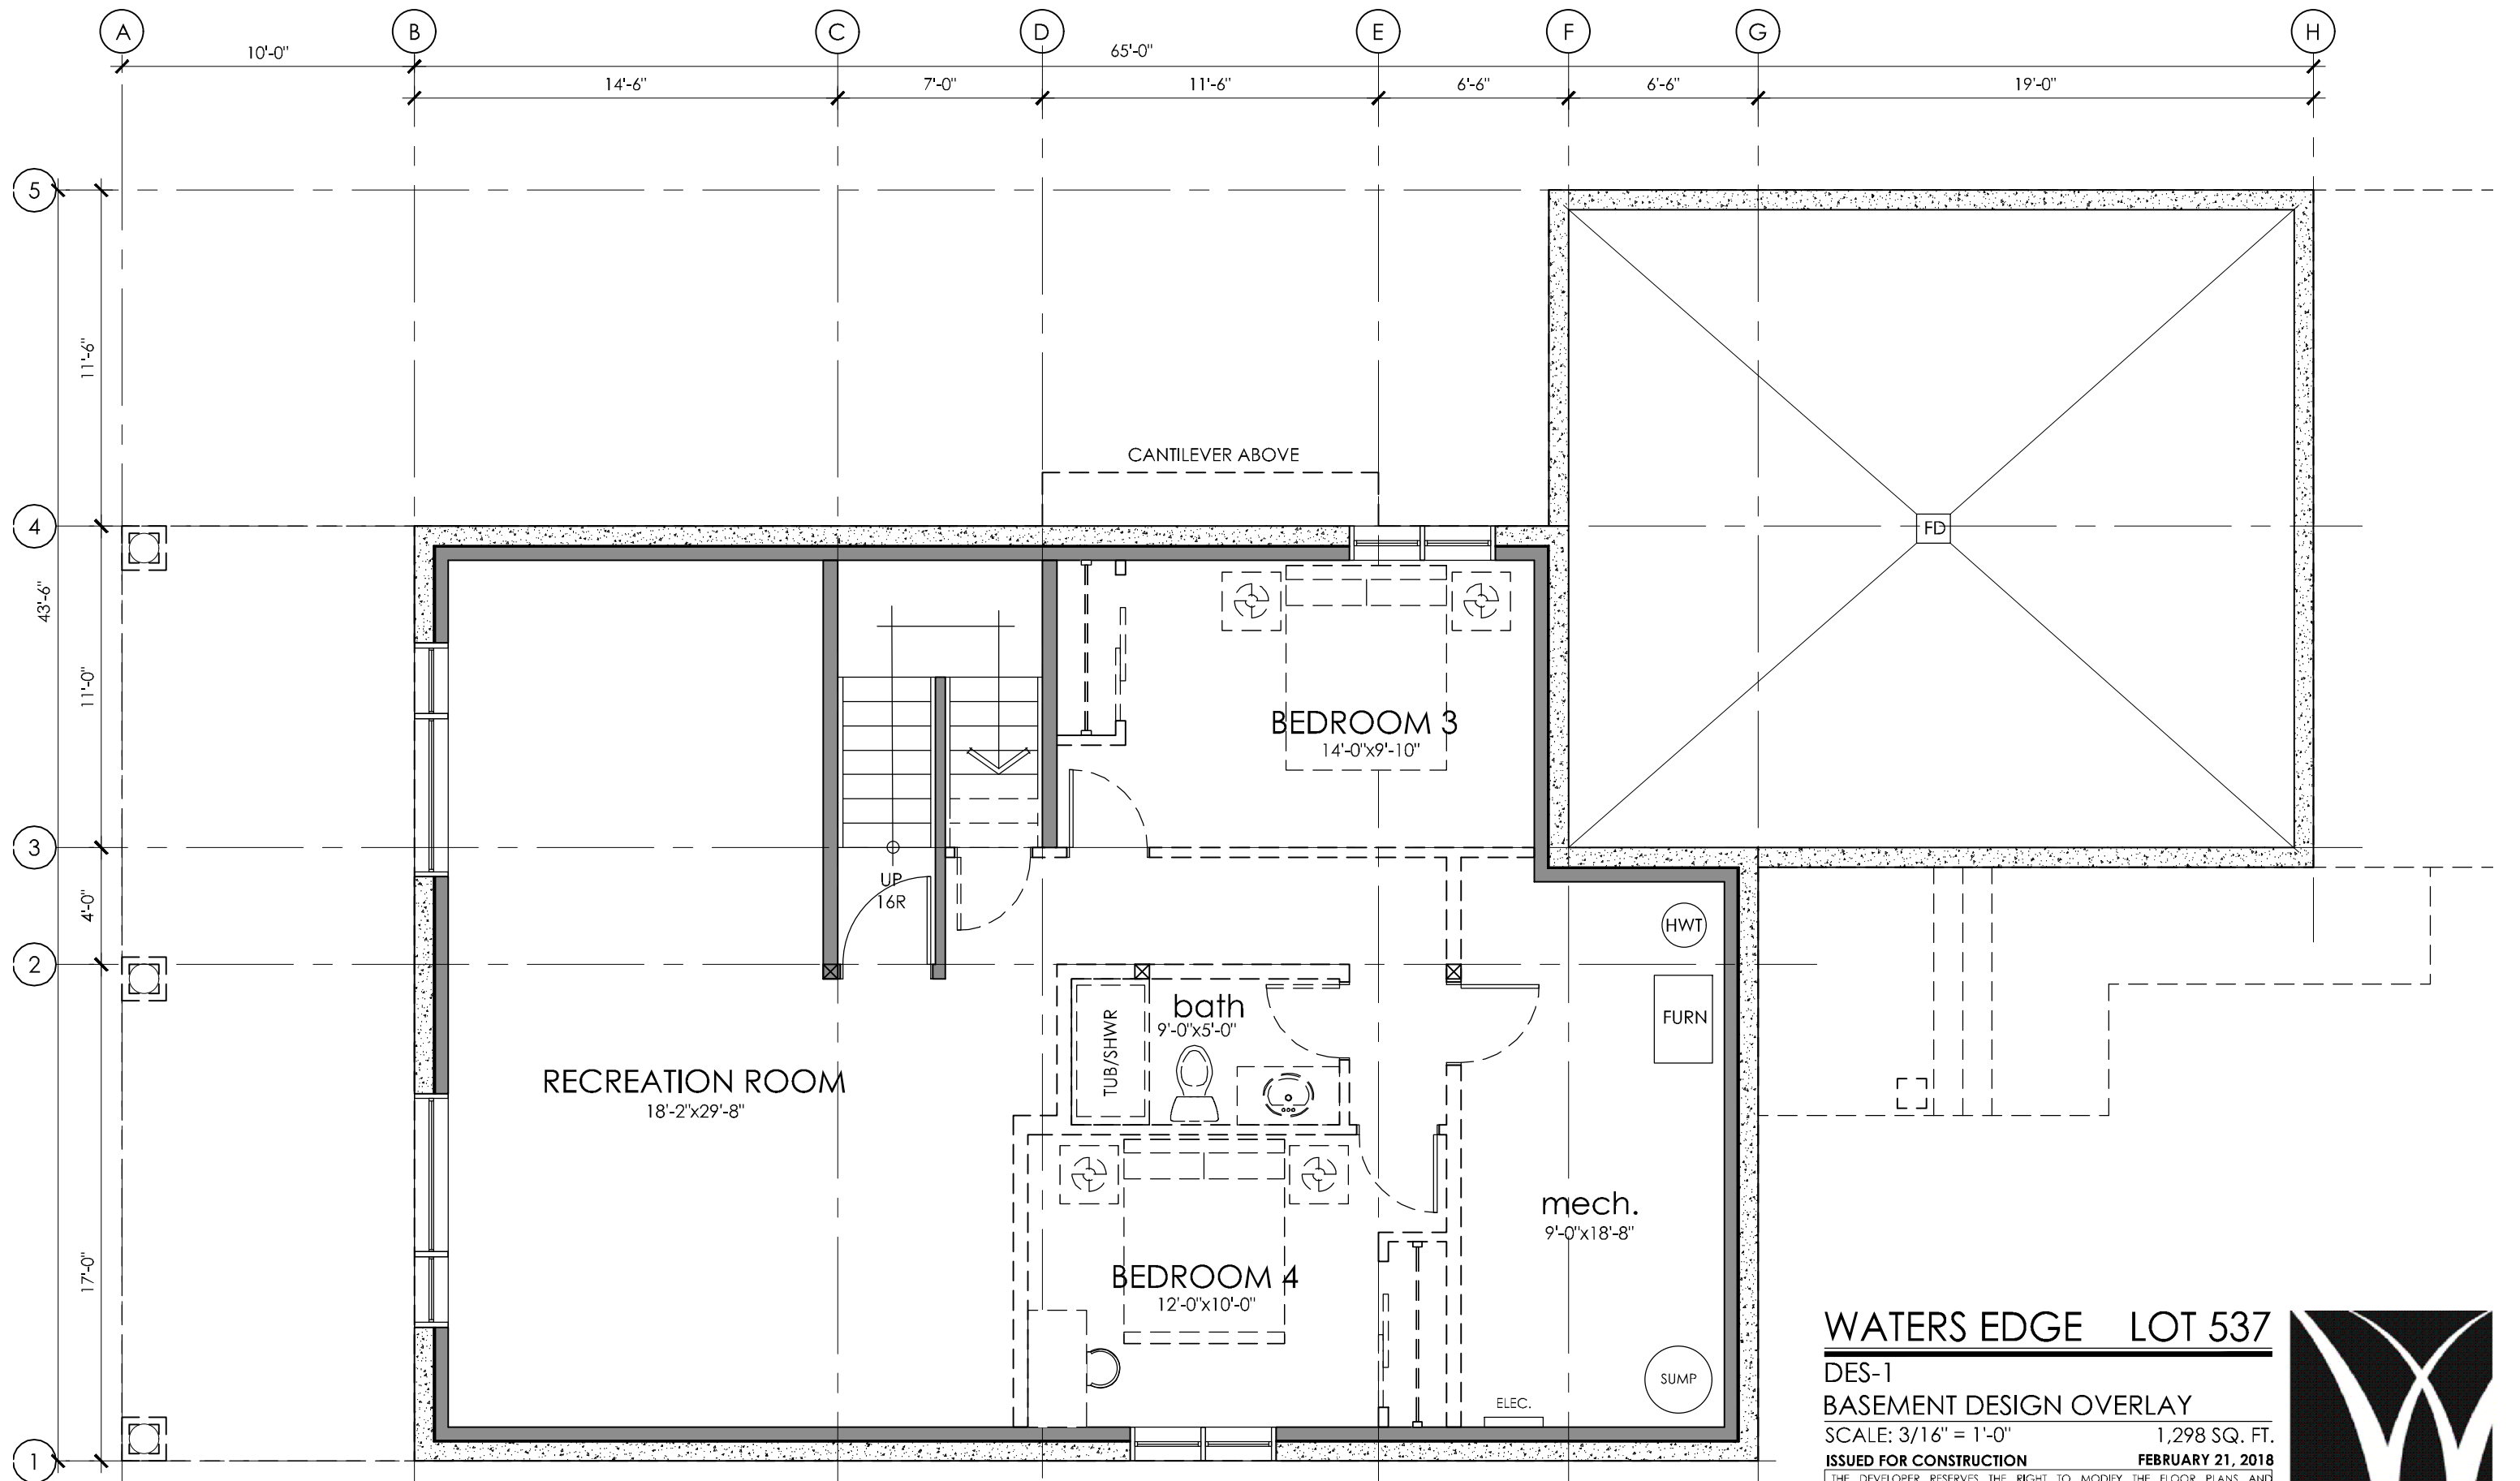 A
B
C
D
E
F
G
H
10'-0"
65'-0"
14'-6"
7'-0"
11'-6"
6'-6"
6'-6"
19'-0"
5
11'-6"
CANTILEVER ABOVE
4
FD
43'-6"
11'-0"
BEDROOM 3
14'-0"x9'-10"
3
UP
16R
4'-0"
HWT
2
bath
9'-0"x5'-0"
TUB/SHWR
FURN
RECREATION ROOM
18'-2"x29'-8"
mech.
9'-0"x18'-8"
17'-0"
BEDROOM 4
12'-0"x10'-0"
SUMP
ELEC.
1
WATERS EDGE LOT 537
DES-1
BASEMENT DESIGN OVERLAY
SCALE: 3/16" = 1'-0" 1,298 SQ. FT.
ISSUED FOR CONSTRUCTION FEBRUARY 21, 2018
THE DEVELOPER RESERVES THE RIGHT TO MODIFY THE FLOOR PLANS AND